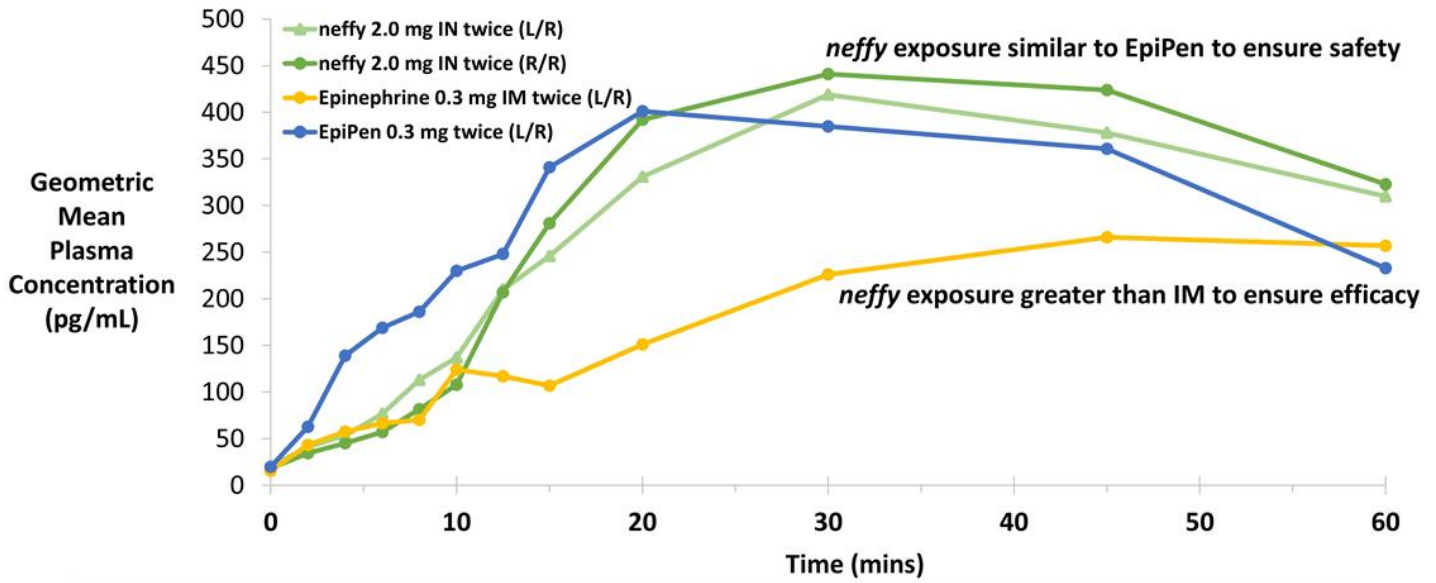 500
450
400
350
300
250
200
150
100
50
0
neffy 2.0 mg IN twice (L/R)
neffy 2.0 mg IN twice (R/R)
Epinephrine 0.3 mg IM twice (L/R)
EpiPen 0.3 mg twice (L/R)
neffy exposure similar to EpiPen to ensure safety
neffy exposure greater than IM to ensure efficacy
Geometric
Mean
Plasma
Concentration
(pg/mL)
0 10 20 30 40 50 60
Time (mins)